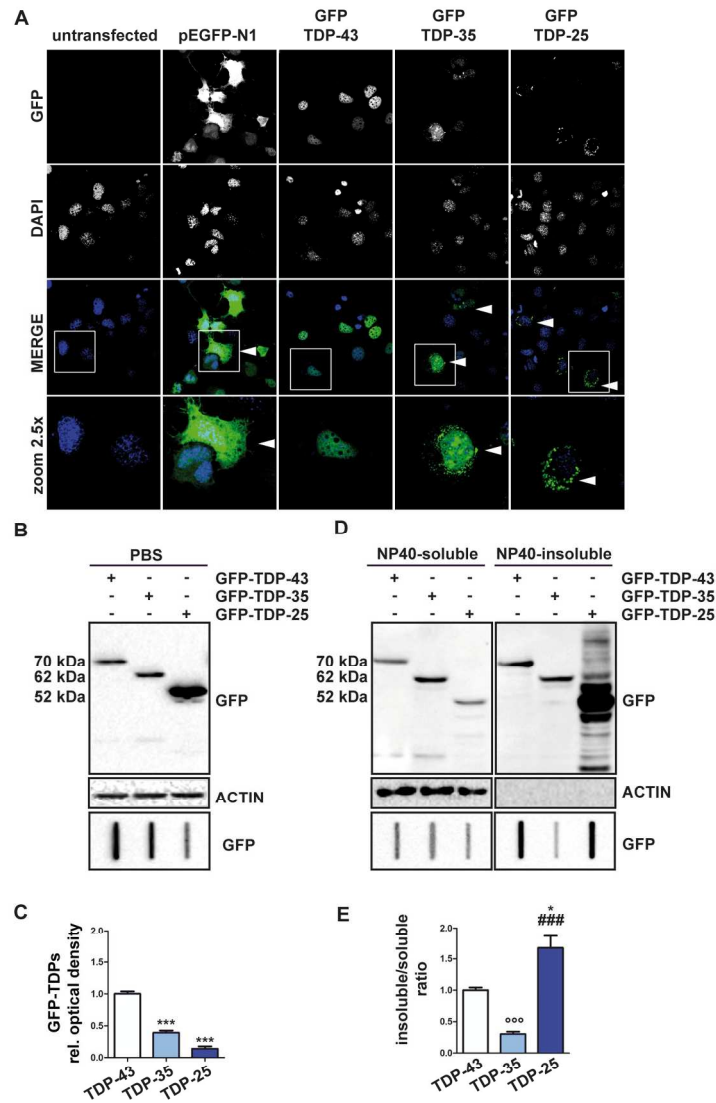 A
untransfected
pEGFP-N1
GFP
TDP-43
GFP
TDP-35
GFP
TDP-25
GFP
DAPI
MERGE
zoom 2.5x
B
PBS
+ - - GFP-TDP-43
- + - GFP-TDP-35
- - + GFP-TDP-25
70 kDa
62 kDa
52 kDa
GFP
ACTIN
GFP
D
NP40-soluble NP40-insoluble
+ - - + - - GFP-TDP-43
- + - - + - GFP-TDP-35
- - + - - + GFP-TDP-25
70 kDa
62 kDa
52 kDa
GFP
ACTIN
GFP
C
GFP-TDPs
rel. optical density
2.0
1.5
1.0
0.5
0.0
***
***
TDP-43
TDP-35
TDP-25
E
insoluble/soluble
ratio
2.0
1.5
1.0
0.5
0.0
°°°
*
###
TDP-43
TDP-35
TDP-25